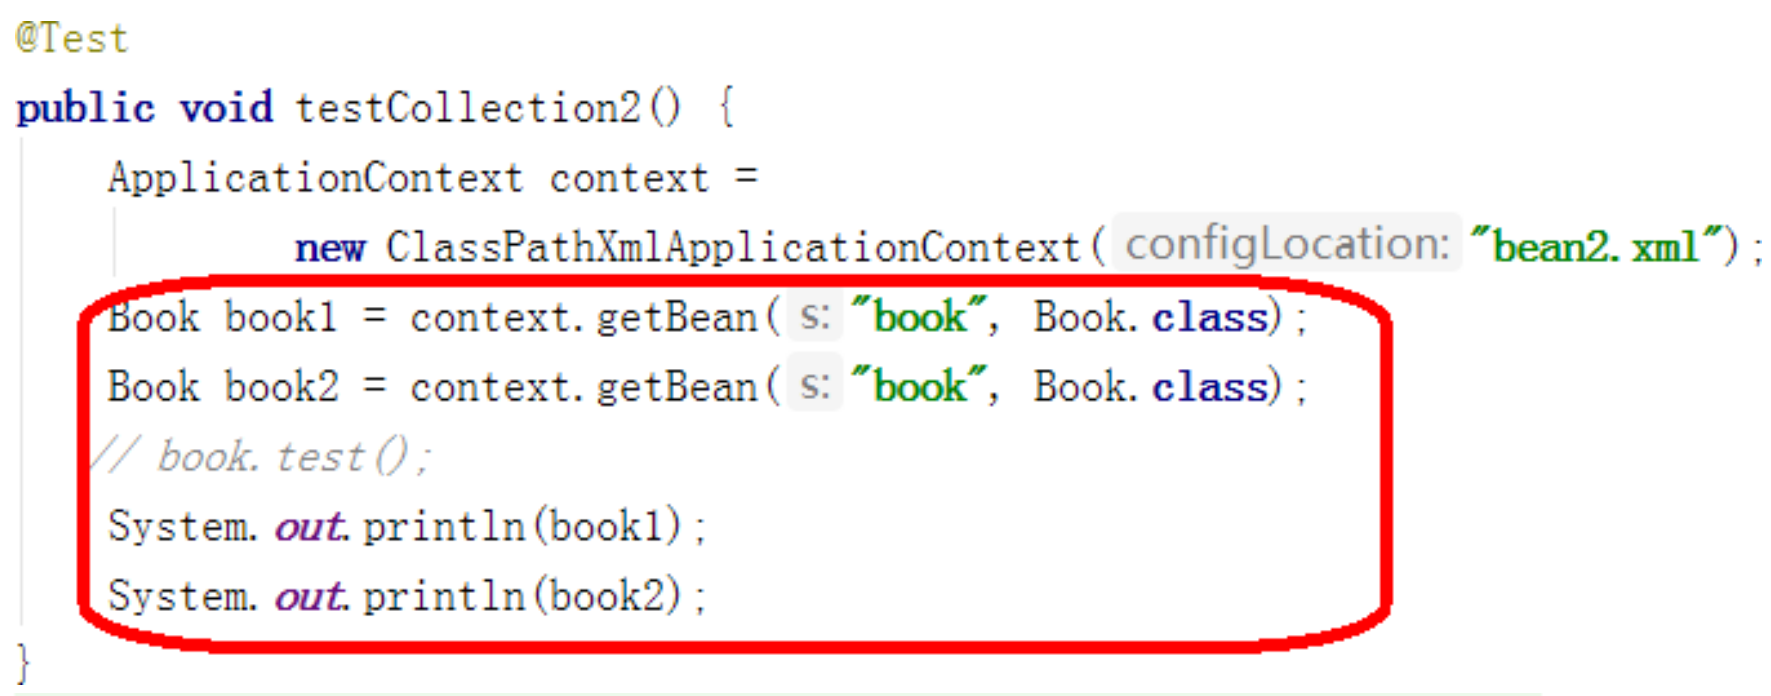 @Test
public void testCollection2() {
ApplicationContext context =
new ClassPathXmlApplicationContext( configLocation: "bean2.xml");
Book book1 = context.getBean( s: "book", Book.class);
Book book2 = context.getBean( s: "book", Book.class);
// book.test();
System.out.println(book1);
System.out.println(book2);
}